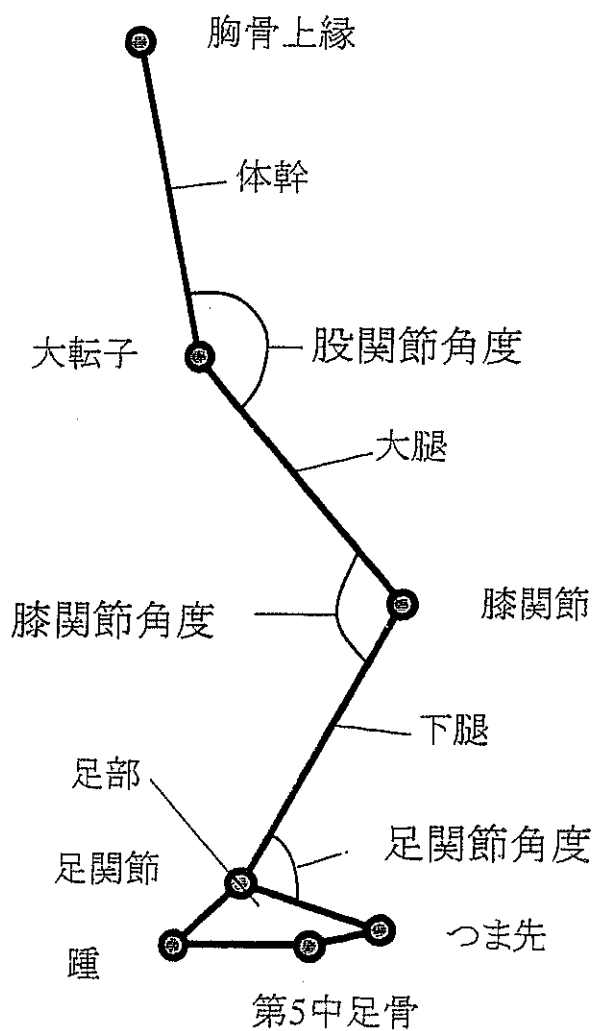 胸骨上縁
体幹
大転子
股関節角度
大腿
膝関節角度
膝関節
下腿
足部
足関節角度
足関節
つま先
踵
第5中足骨